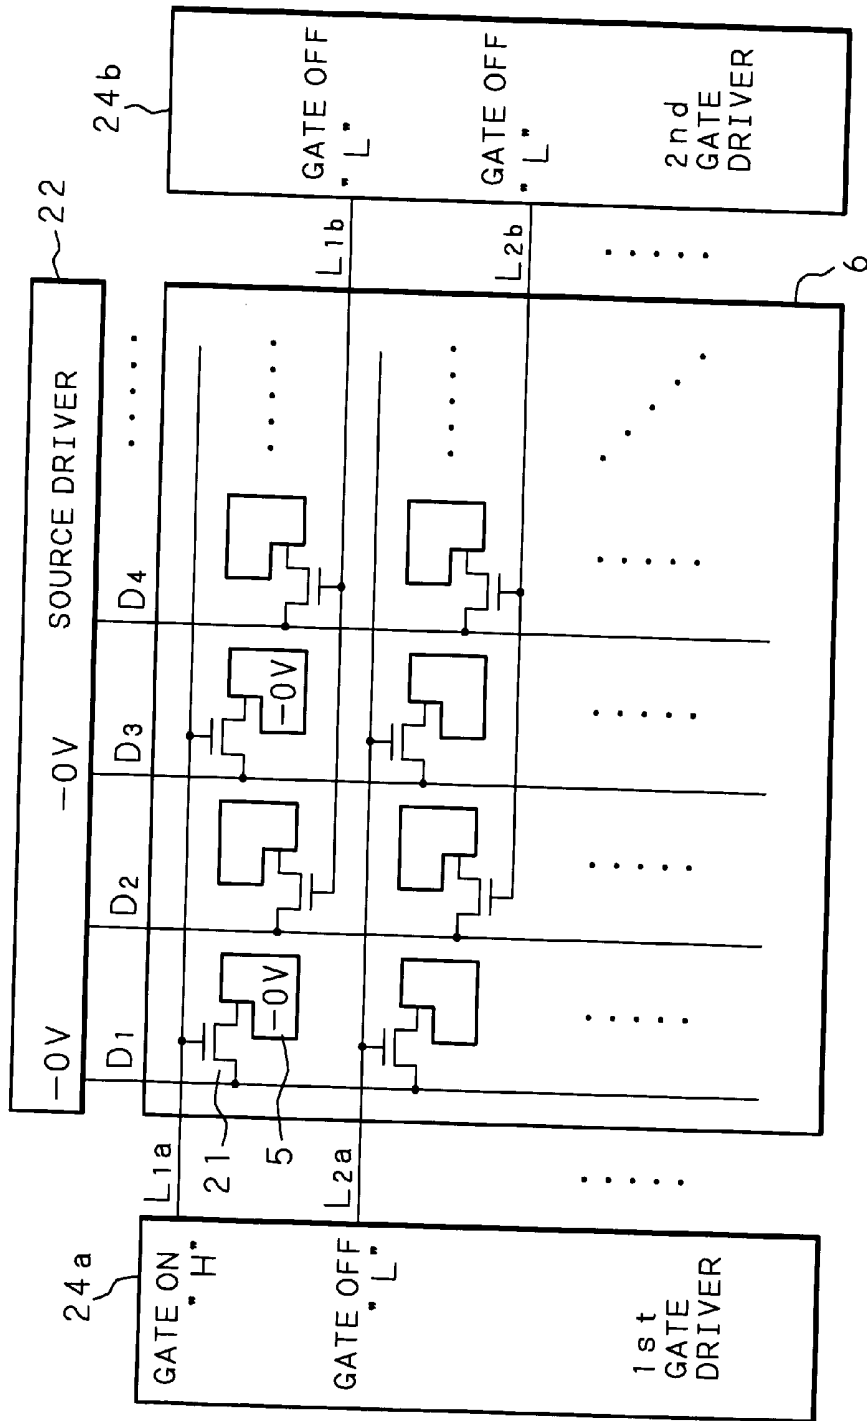 22
SOURCE DRIVER
-0V
-0V
D1
D2
D3
D4
24a
GATE ON
"H"
GATE OFF
"L"
1st
GATE
DRIVER
L1a
L2a
21
5
-0V
-0V
L1b
L2b
24b
GATE OFF
"L"
GATE OFF
"L"
2nd
GATE
DRIVER
6